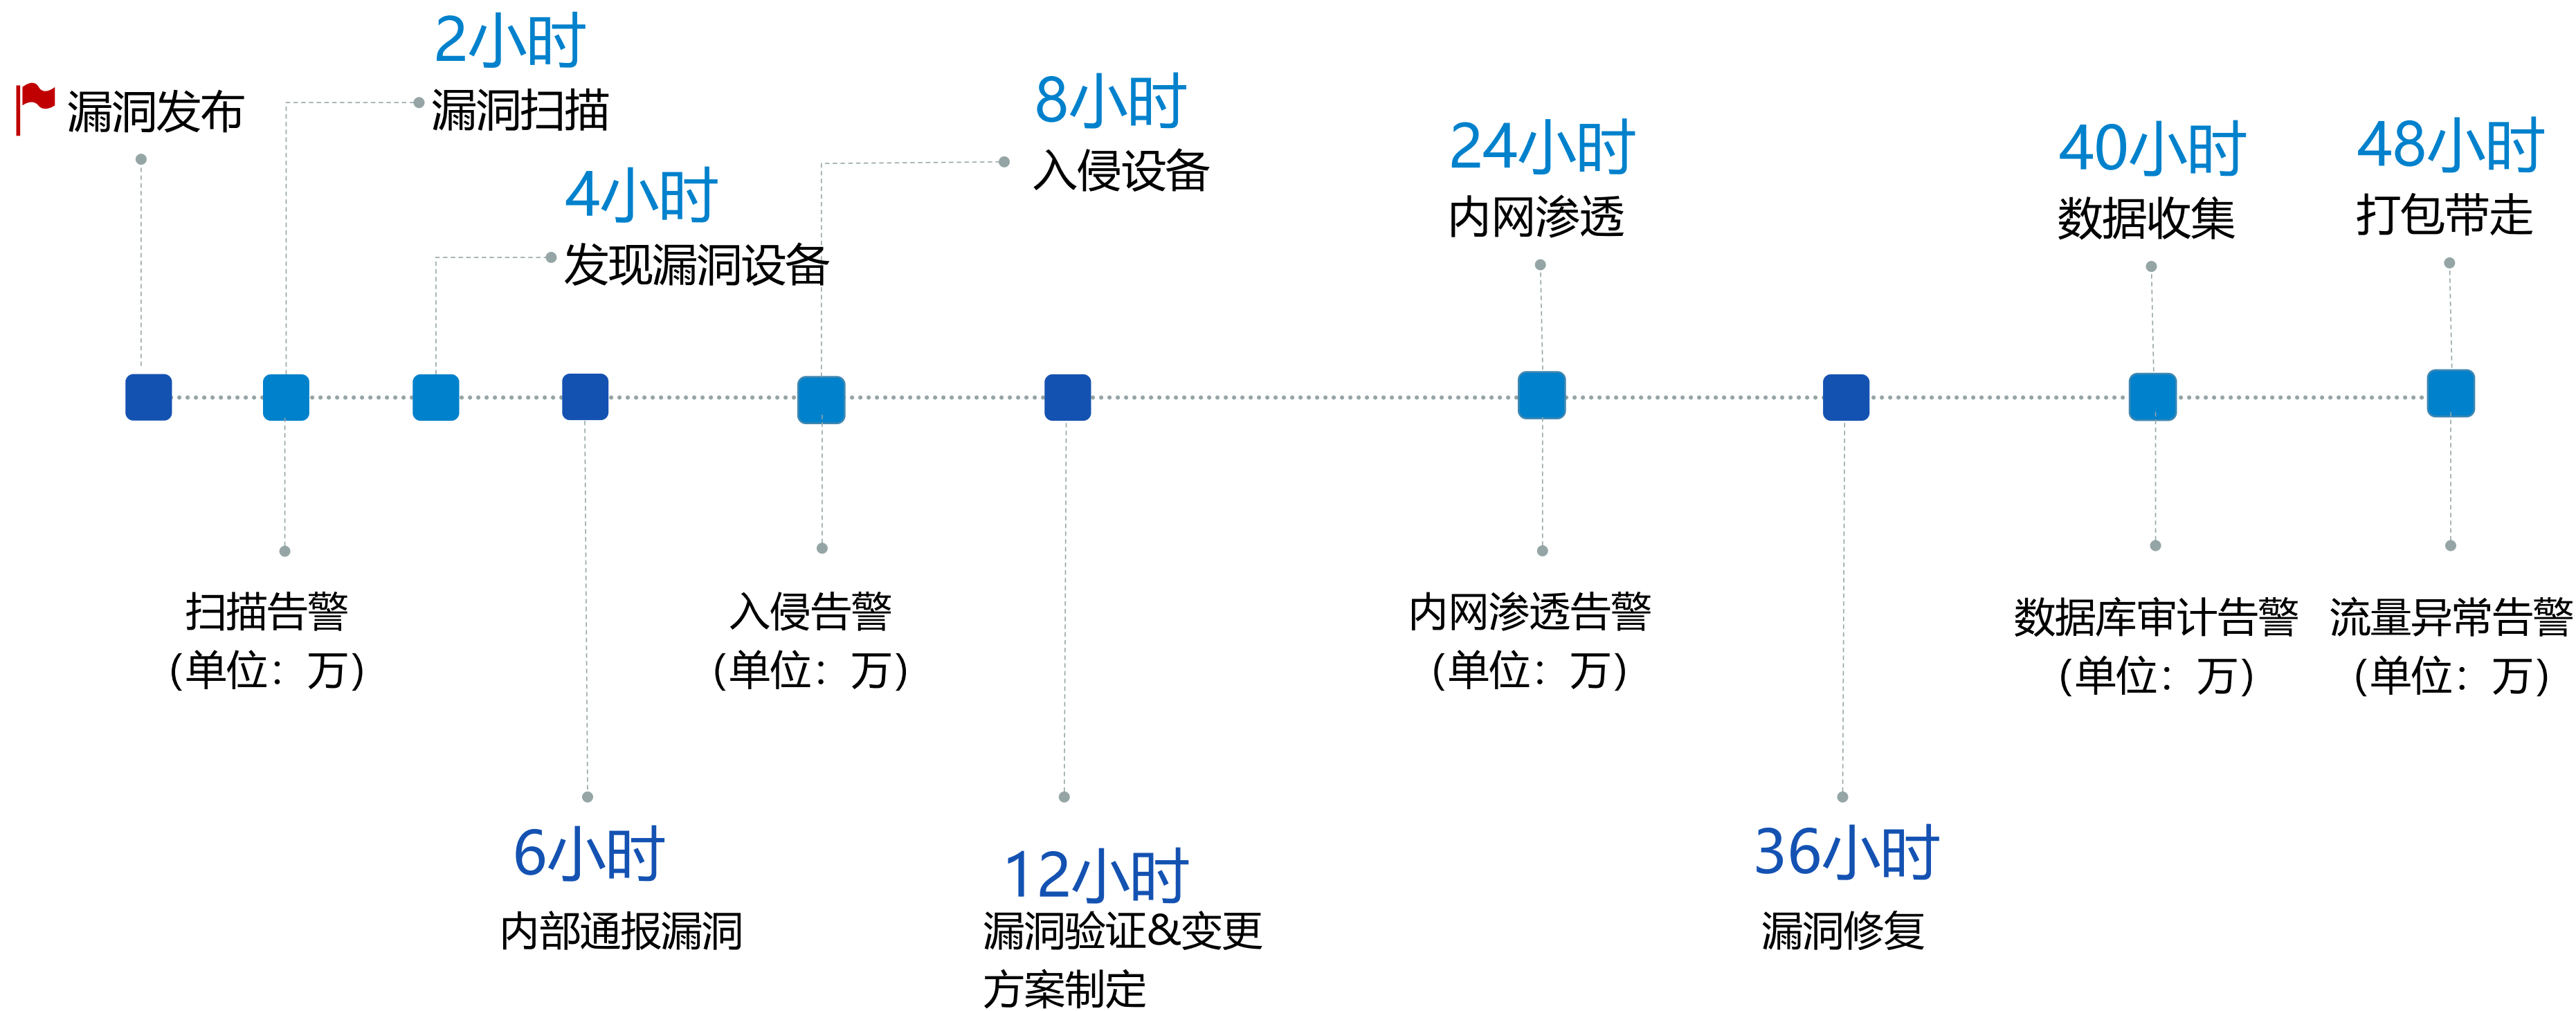 漏洞发布
2小时
漏洞扫描
4小时
发现漏洞设备
8小时
入侵设备
24小时
内网渗透
40小时
数据收集
48小时
打包带走
扫描告警
(单位：万)
入侵告警
(单位：万)
内网渗透告警
(单位：万)
数据库审计告警
(单位：万)
流量异常告警
(单位：万)
6小时
内部通报漏洞
12小时
漏洞验证&变更
方案制定
36小时
漏洞修复